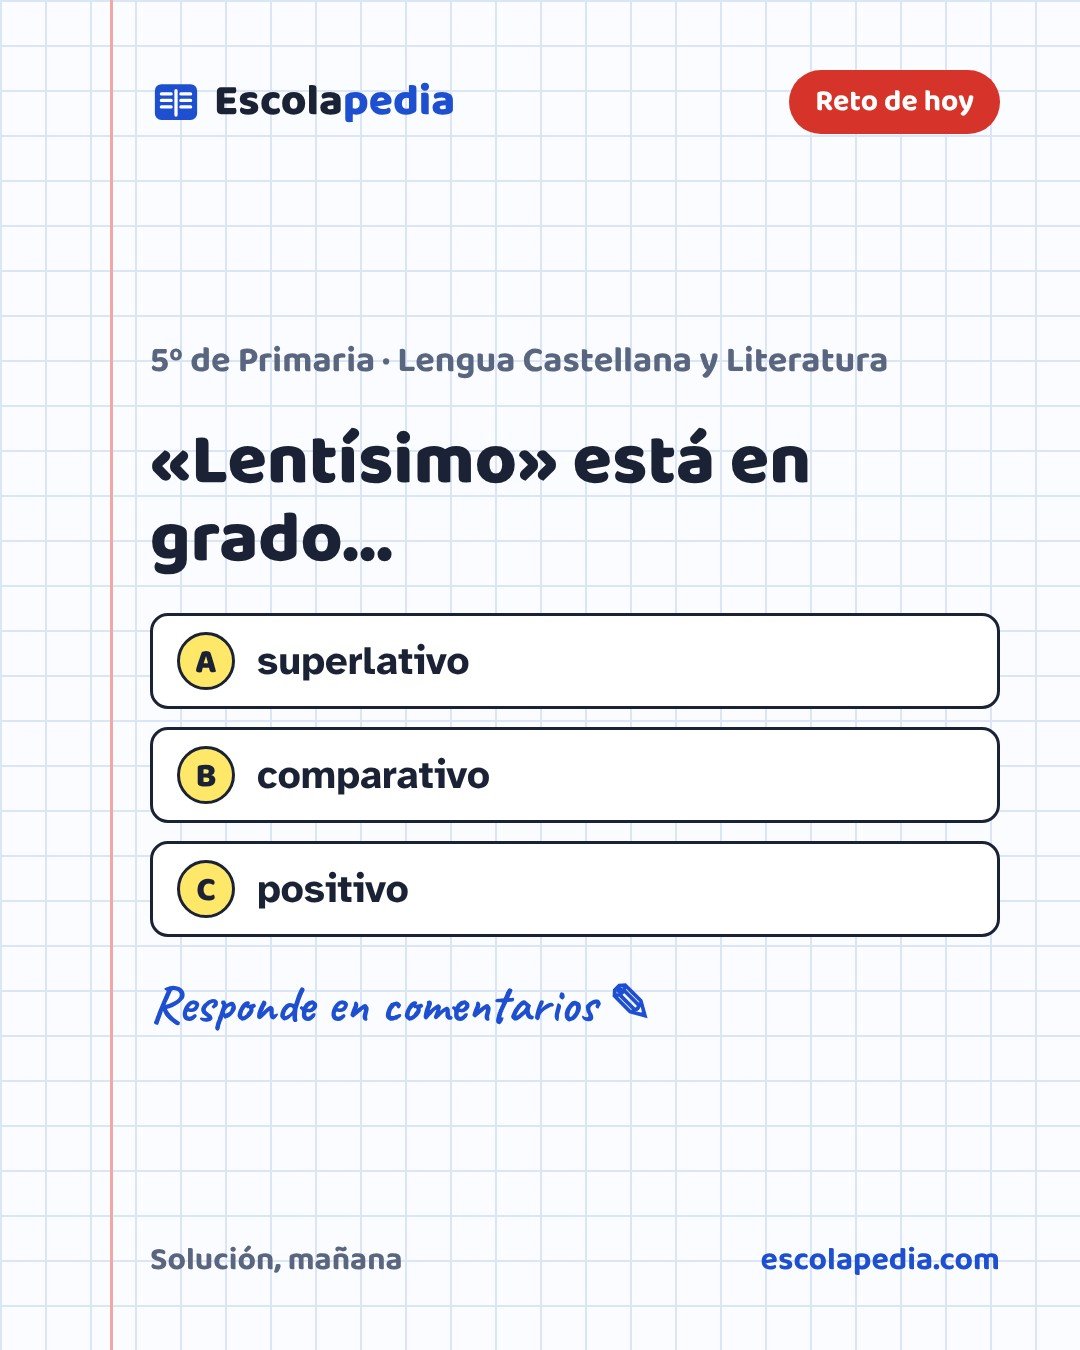 Escolapedia
Reto de hoy
5º de Primaria · Lengua Castellana y Literatura
«Lentísimo» está en
grado...
A superlativo
B comparativo
C positivo
Responde en comentarios ✎
Solución, mañana
escolapedia.com